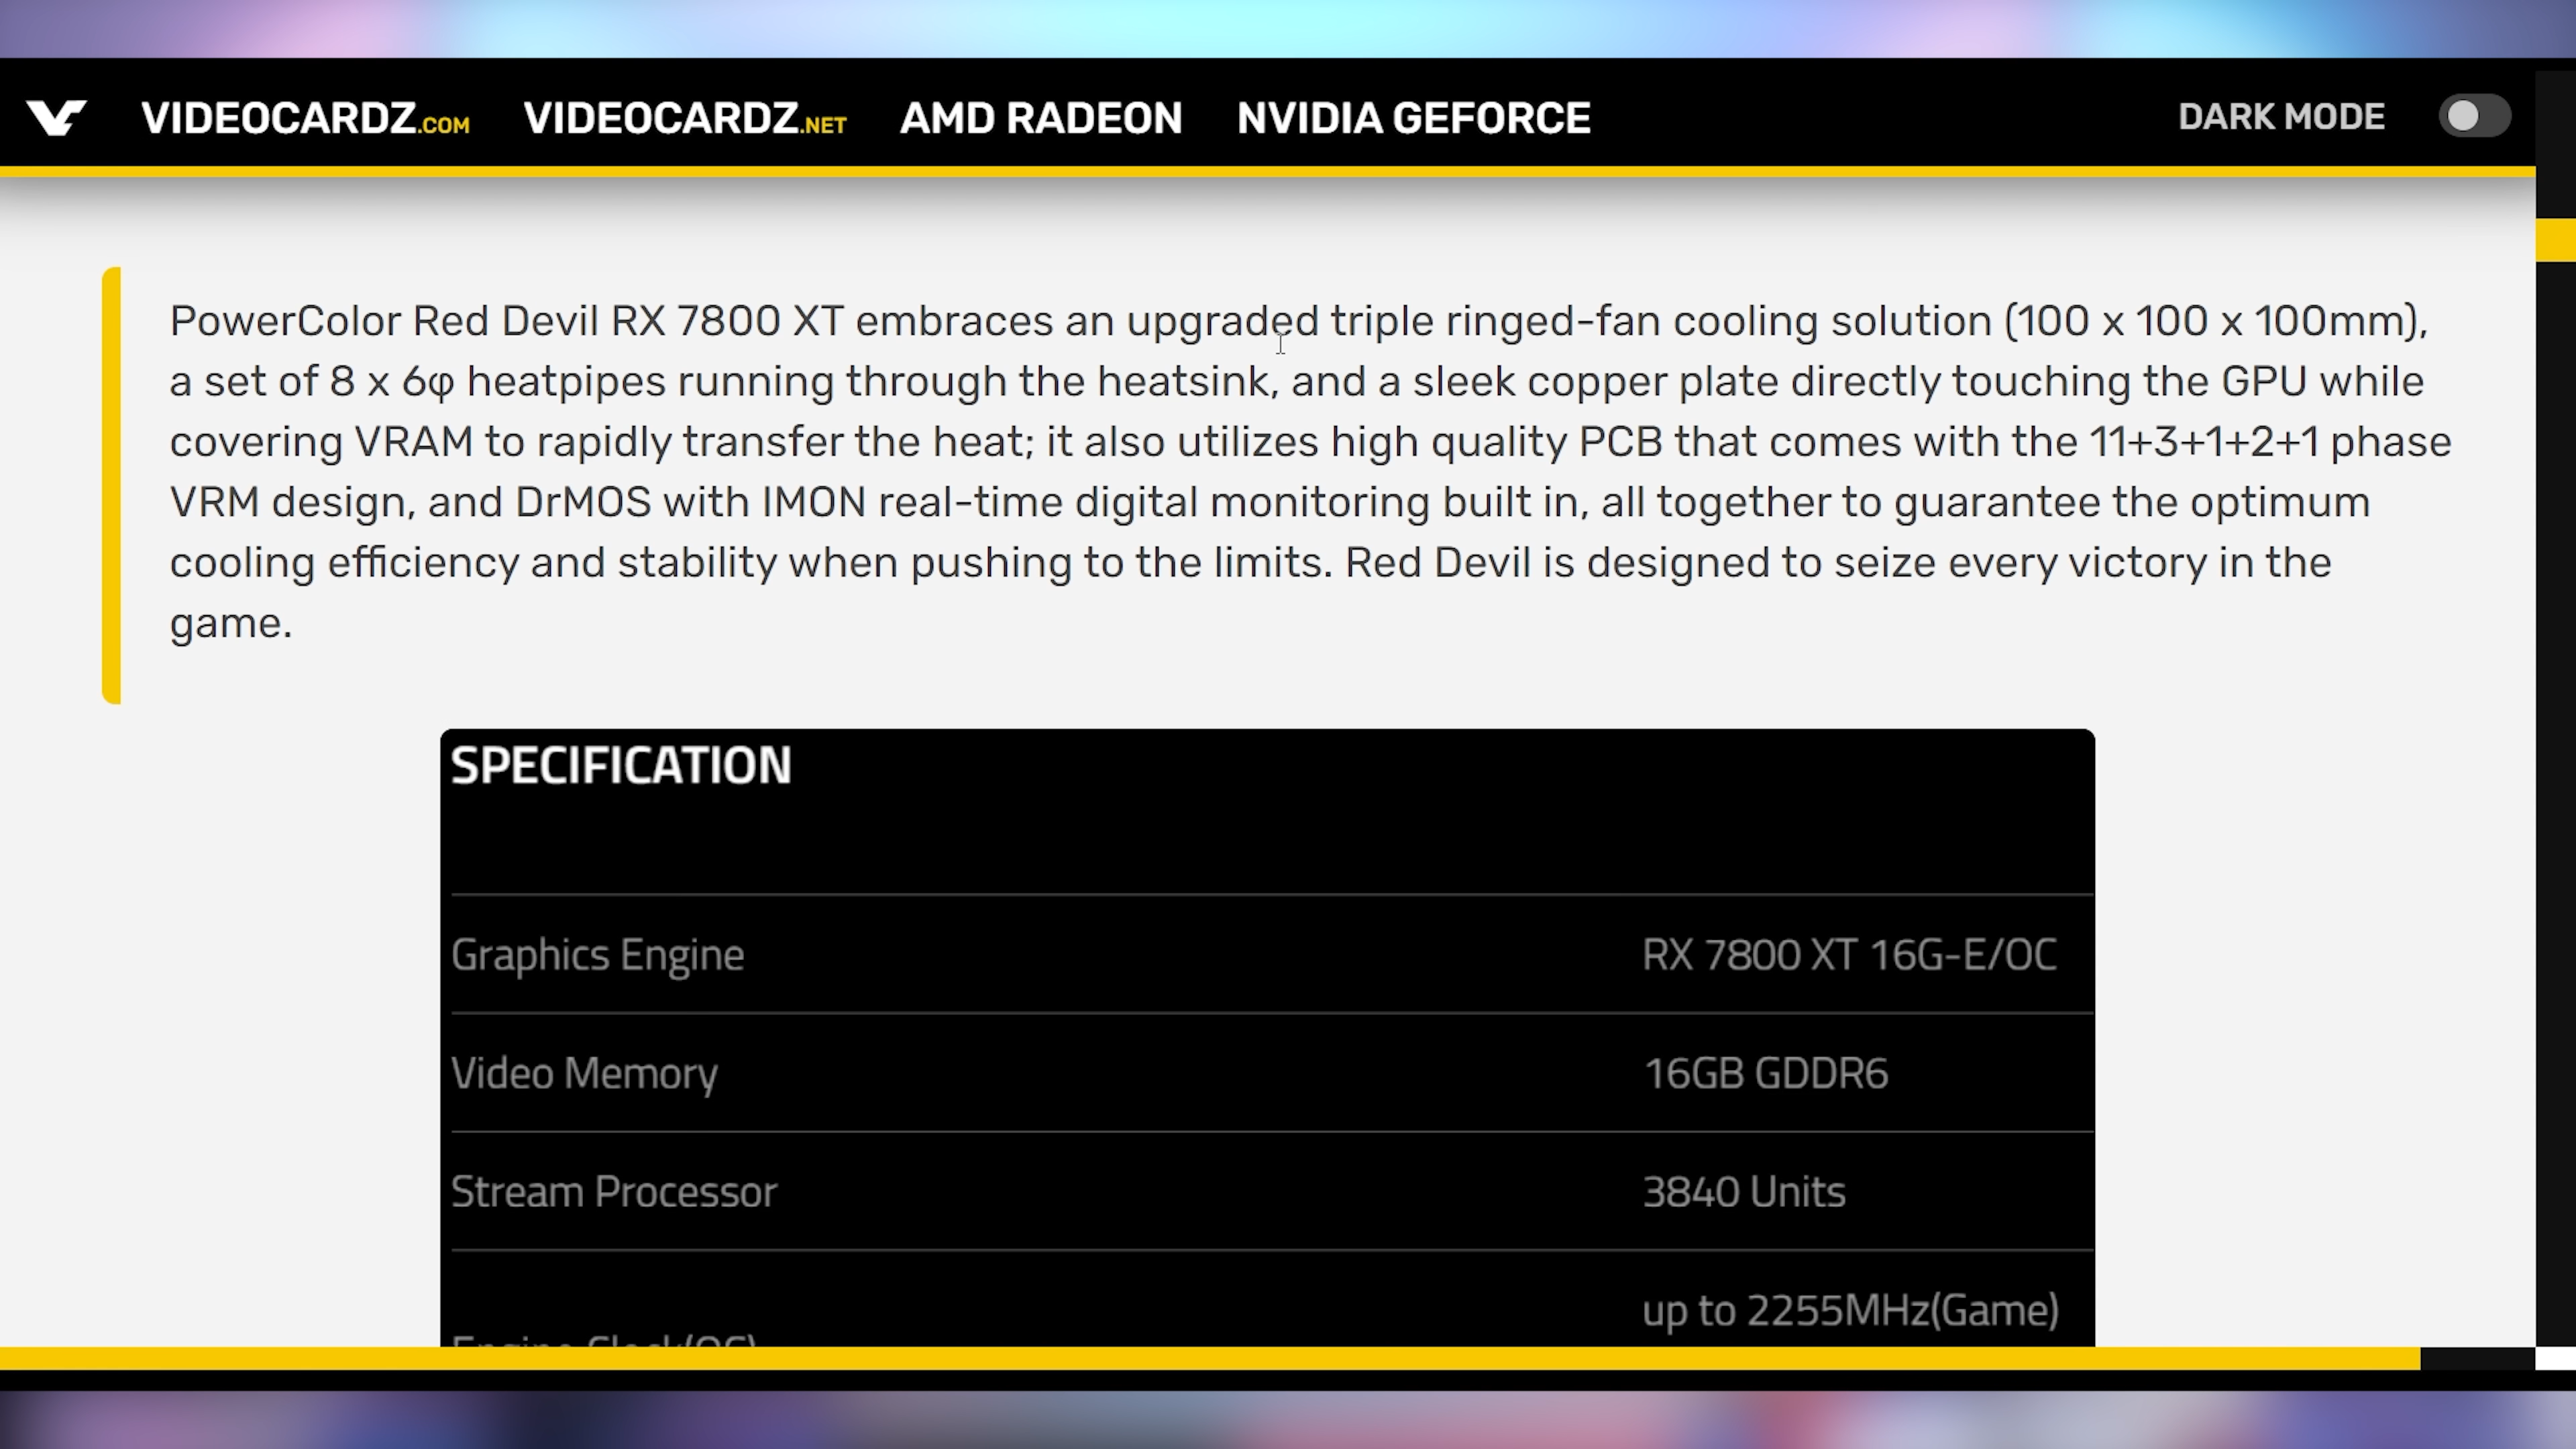 VIDEOCARDZ.COM VIDEOCARDZ.NET AMD RADEON NVIDIA GEFORCE DARK MODE
PowerColor Red Devil RX 7800 XT embraces an upgraded triple ringed-fan cooling solution (100 x 100 x 100mm),
a set of 8 x 6φ heatpipes running through the heatsink, and a sleek copper plate directly touching the GPU while
covering VRAM to rapidly transfer the heat; it also utilizes high quality PCB that comes with the 11+3+1+2+1 phase
VRM design, and DrMOS with IMON real-time digital monitoring built in, all together to guarantee the optimum
cooling efficiency and stability when pushing to the limits. Red Devil is designed to seize every victory in the
game.
SPECIFICATION
Graphics Engine RX 7800 XT 16G-E/OC
Video Memory 16GB GDDR6
Stream Processor 3840 Units
up to 2255MHz(Game)
Engine Clock(OC)